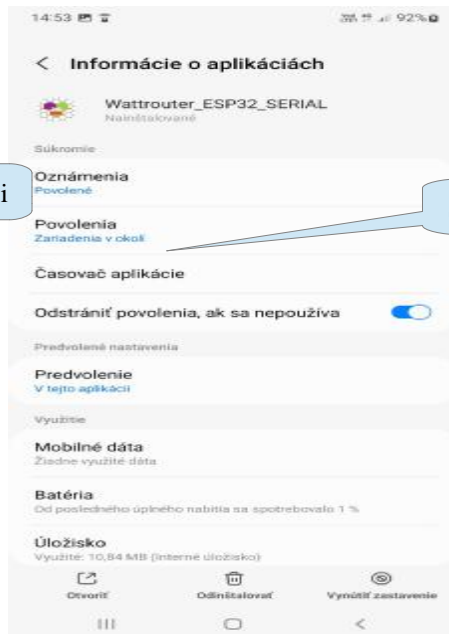 14:53
92%
< Informácie o aplikáciách
Wattrouter_ESP32_SERIAL
Nainštalované
Súkromie
i
Oznámenia
Povolené
Povolenia
Zariadenia v okolí
Časovač aplikácie
Odstrániť povolenia, ak sa nepoužíva
Predvolané nastavenia
Predvolenie
V tejto aplikácii
Využitie
Mobilné dáta
Žiadne využité dáta
Batéria
Od posledného úplného nabitia sa spotrebovalo 1 %
Úložisko
Využité: 10,84 MB (Interné úložisko)
Otvoriť
Odinštalovať
Vynútiť zastavenie